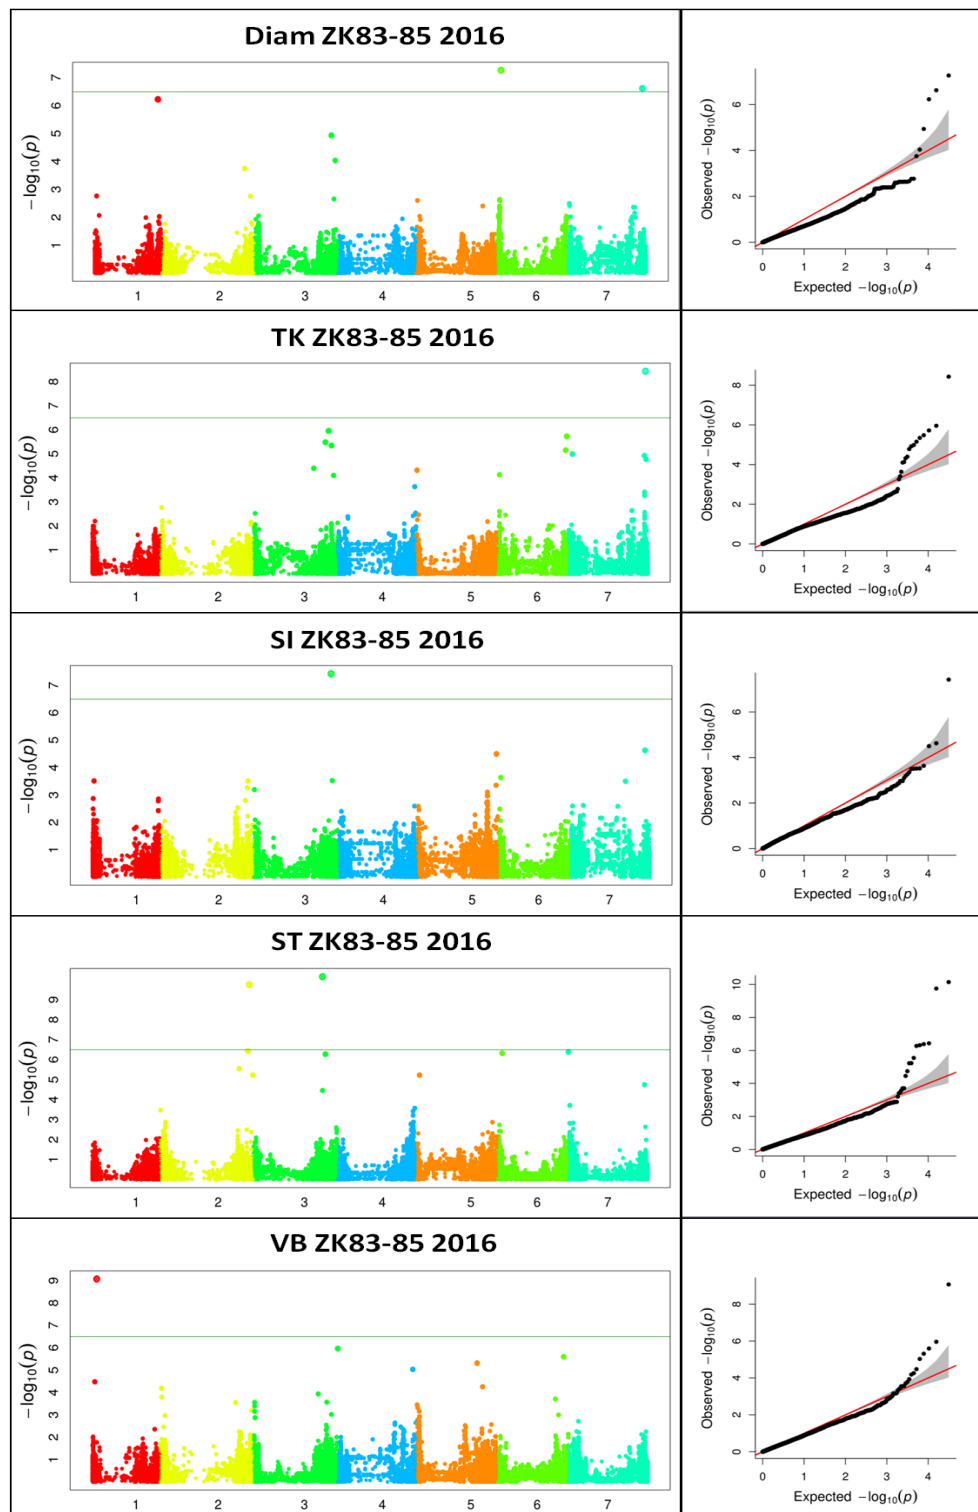 Diam ZK83-85 2016
−log10(p)
7
6
5
4
3
2
1
1 2 3 4 5 6 7
Observed −log10(p)
6
4
2
0
0 1 2 3 4
Expected −log10(p)
TK ZK83-85 2016
−log10(p)
8
7
6
5
4
3
2
1
1 2 3 4 5 6 7
Observed −log10(p)
8
6
4
2
0
0 1 2 3 4
Expected −log10(p)
SI ZK83-85 2016
−log10(p)
7
6
5
4
3
2
1
1 2 3 4 5 6 7
Observed −log10(p)
6
4
2
0
0 1 2 3 4
Expected −log10(p)
ST ZK83-85 2016
−log10(p)
9
8
7
6
5
4
3
2
1
1 2 3 4 5 6 7
Observed −log10(p)
10
8
6
4
2
0
0 1 2 3 4
Expected −log10(p)
VB ZK83-85 2016
−log10(p)
9
8
7
6
5
4
3
2
1
1 2 3 4 5 6 7
Observed −log10(p)
8
6
4
2
0
0 1 2 3 4
Expected −log10(p)